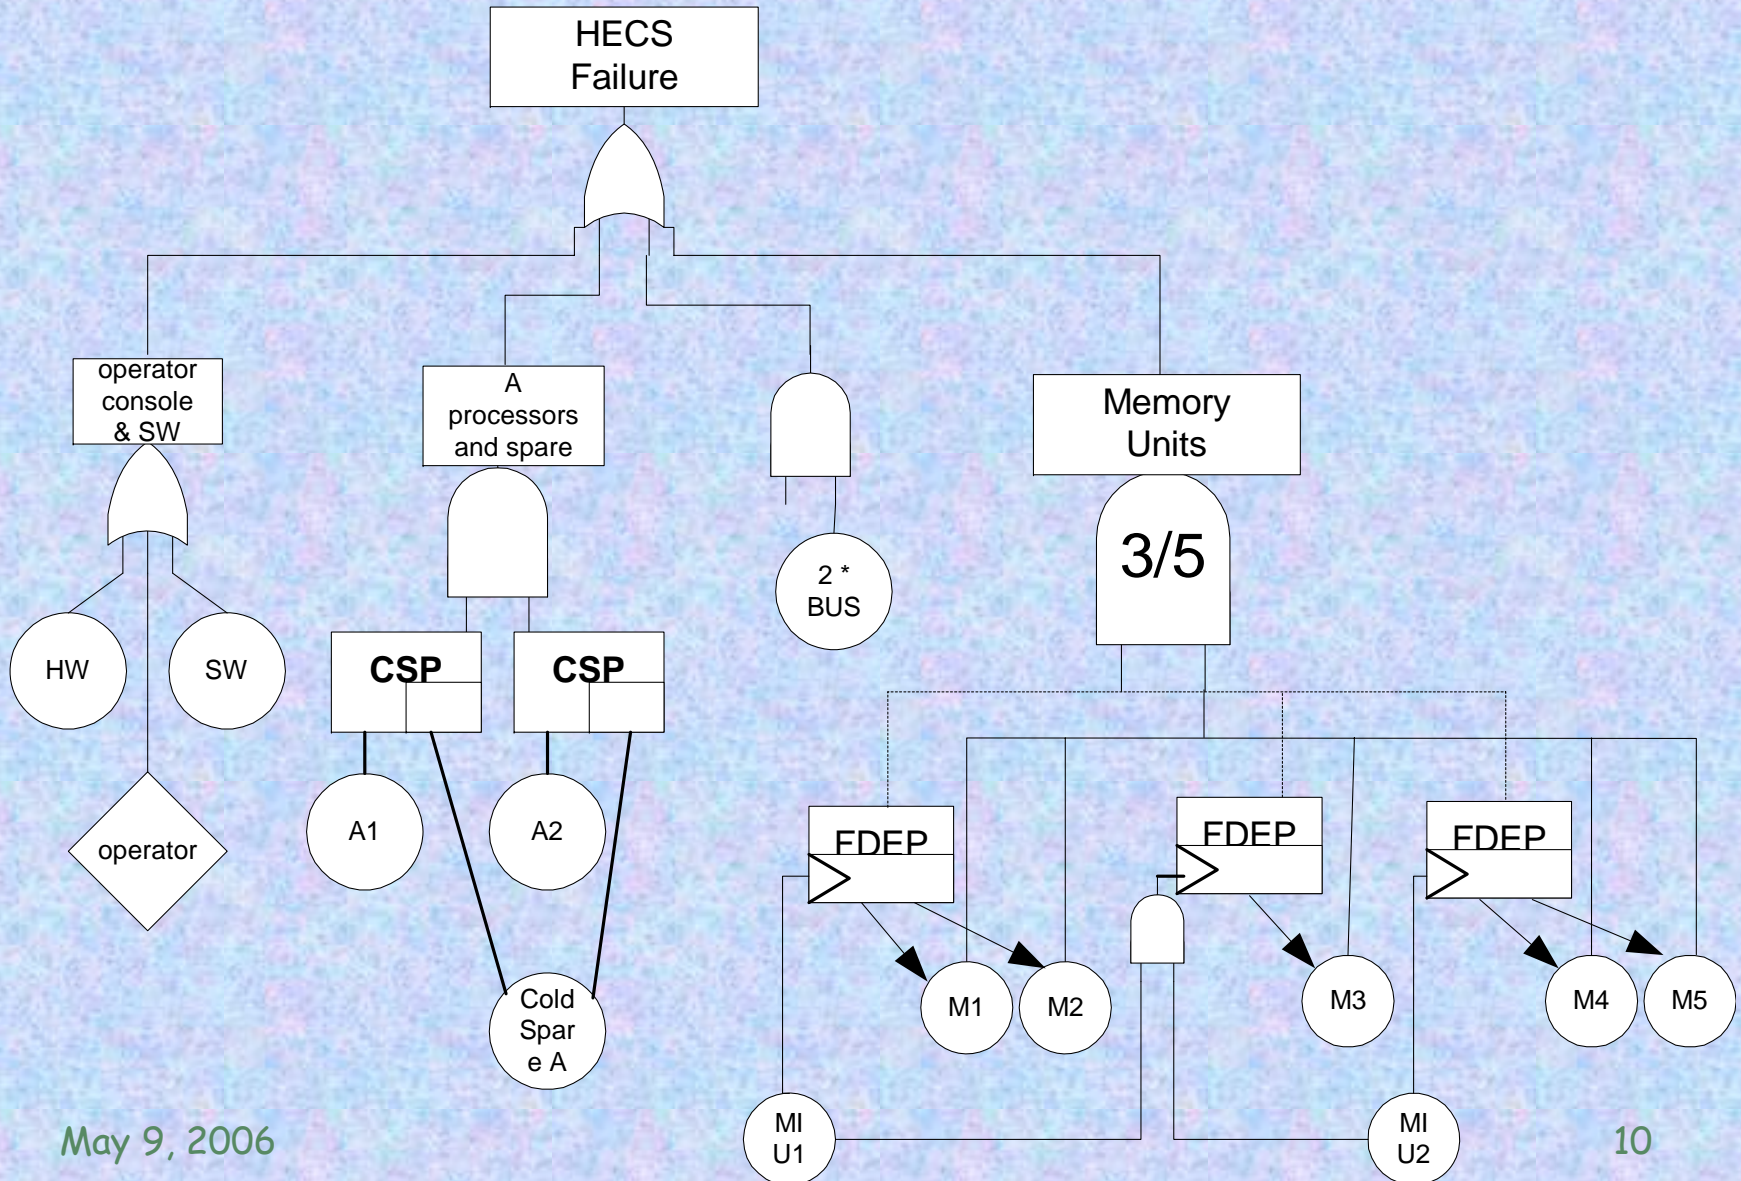 HECS
Failure
operator
console
& SW
A
processors
and spare
Memory
Units
3/5
2 *
BUS
HW
SW
CSP
CSP
operator
A1
A2
FDEP
FDEP
FDEP
Cold
Spar
e A
M1
M2
M3
M4
M5
MI
U1
MI
U2
May 9, 2006
10